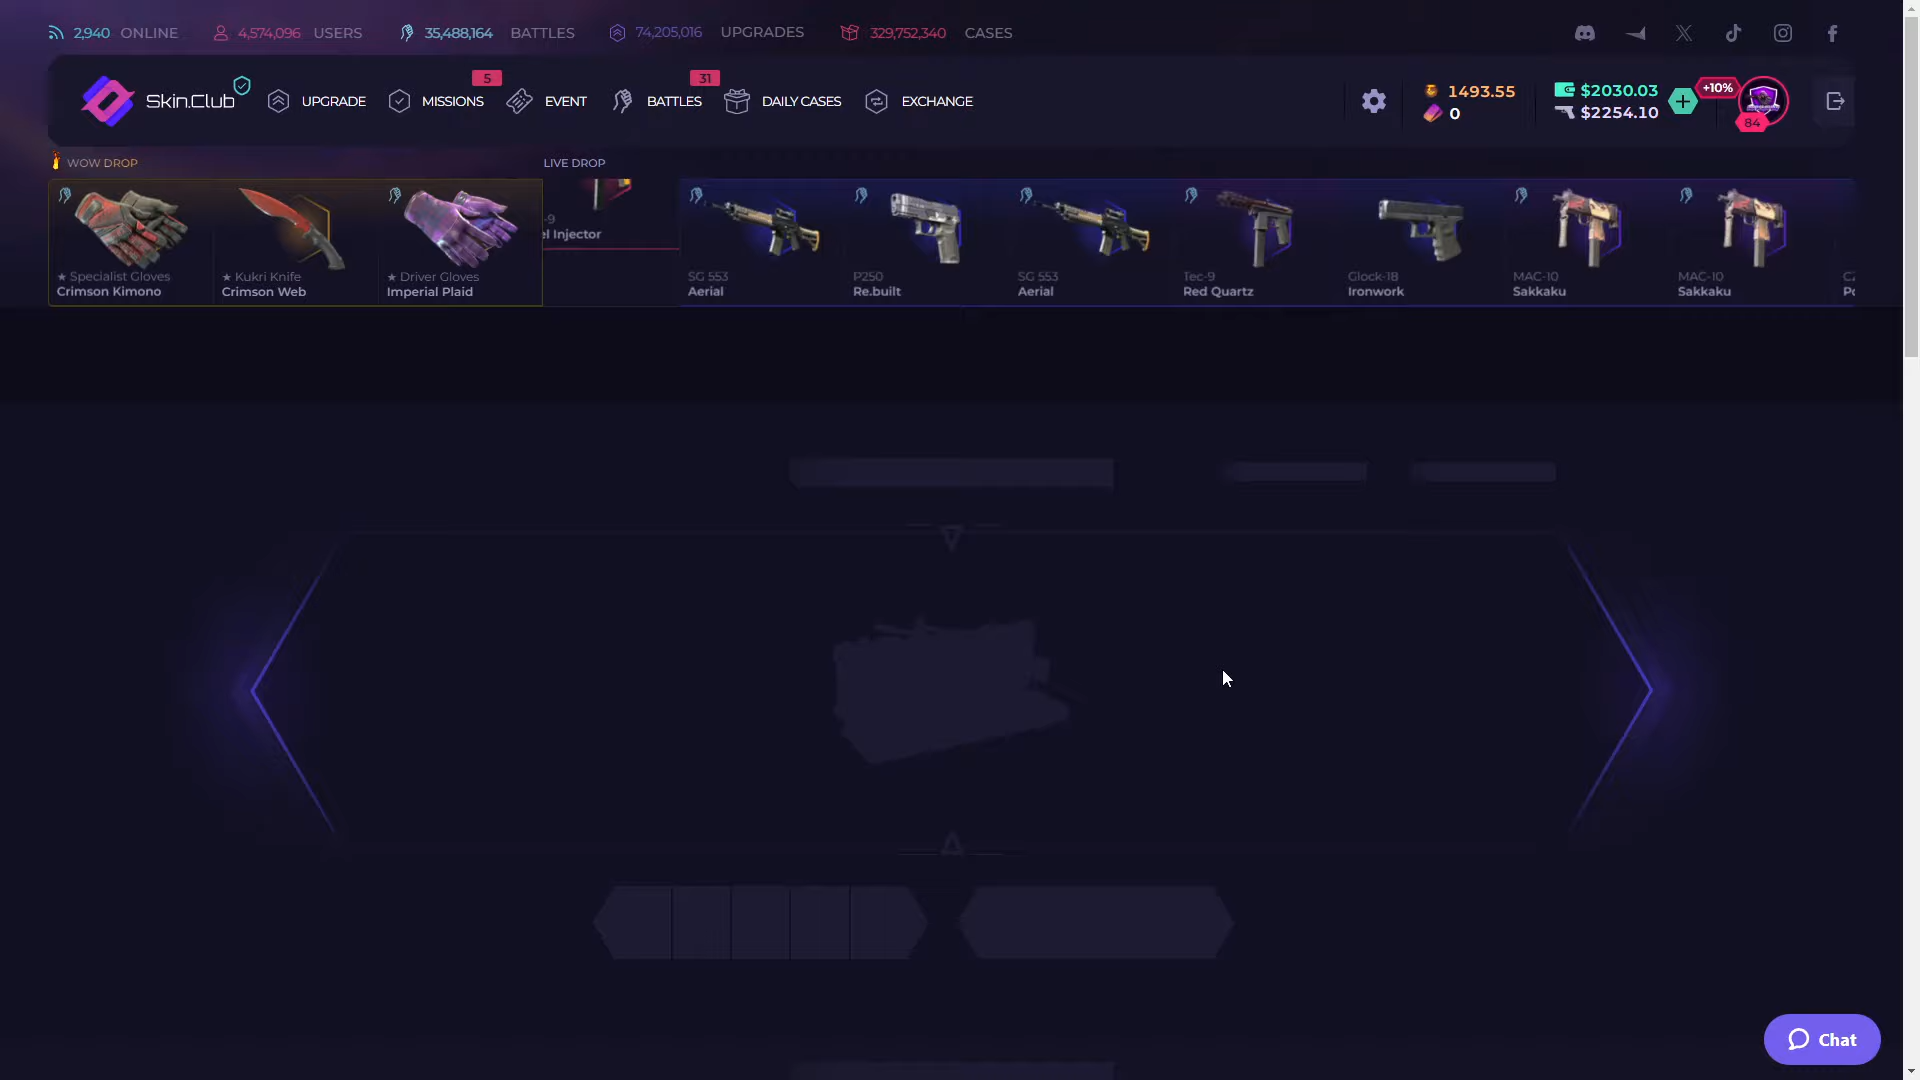 2,940 ONLINE 4,574,096 USERS 35,488,164 BATTLES 74,205,016 UPGRADES 329,752,340 CASES
Skin.Club UPGRADE 5 MISSIONS EVENT 31 BATTLES DAILY CASES EXCHANGE
1493.55 $2030.03 +10%
0 $2254.10 84
WOW DROP LIVE DROP
★ Specialist Gloves
Crimson Kimono
★ Kukri Knife
Crimson Web
★ Driver Gloves
Imperial Plaid
-9
el Injector
SG 553
Aerial
P250
Re.built
SG 553
Aerial
Tec-9
Red Quartz
Glock-18
Ironwork
MAC-10
Sakkaku
MAC-10
Sakkaku
Chat